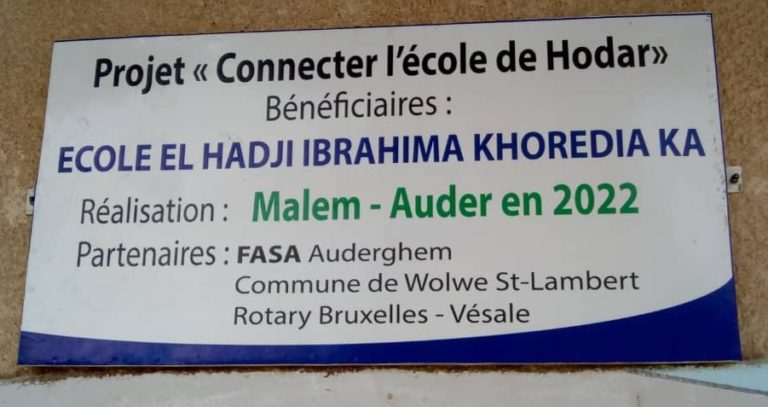 Projet « Connecter l'école de Hodar»
Bénéficiaires :
ECOLE EL HADJI IBRAHIMA KHOREDIA KA
Réalisation : Malem - Auder en 2022
Partenaires : FASA Auderghem
Commune de Wolwe St-Lambert
Rotary Bruxelles - Vésale